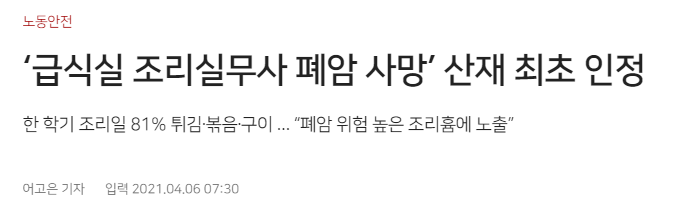 노동안전
‘급식실 조리실무사 폐암 사망’ 산재 최초 인정
한 학기 조리일 81% 튀김·볶음·구이 … “폐암 위험 높은 조리흄에 노출”
어고은 기자 입력 2021.04.06 07:30